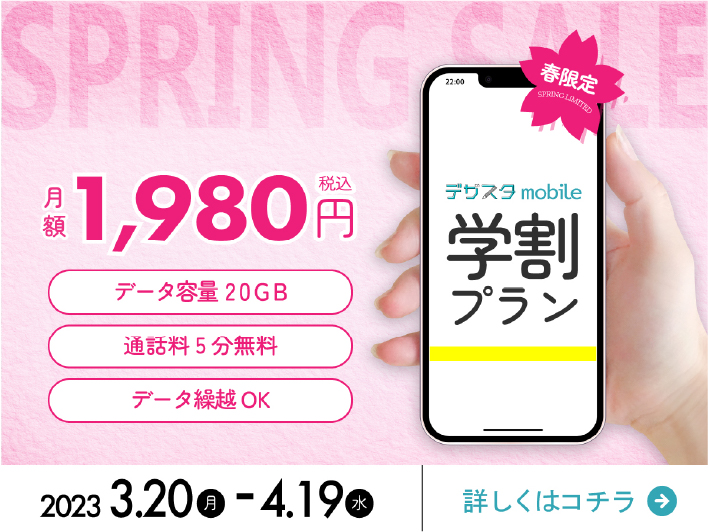 SPRING SALE
春限定
SPRING LIMITED
22:00
月額 1,980円 税込
デザスタ mobile
学割
プラン
データ容量 20GB
通話料 5 分無料
データ繰越 OK
2023 3.20 月 - 4.19 水
詳しくはコチラ